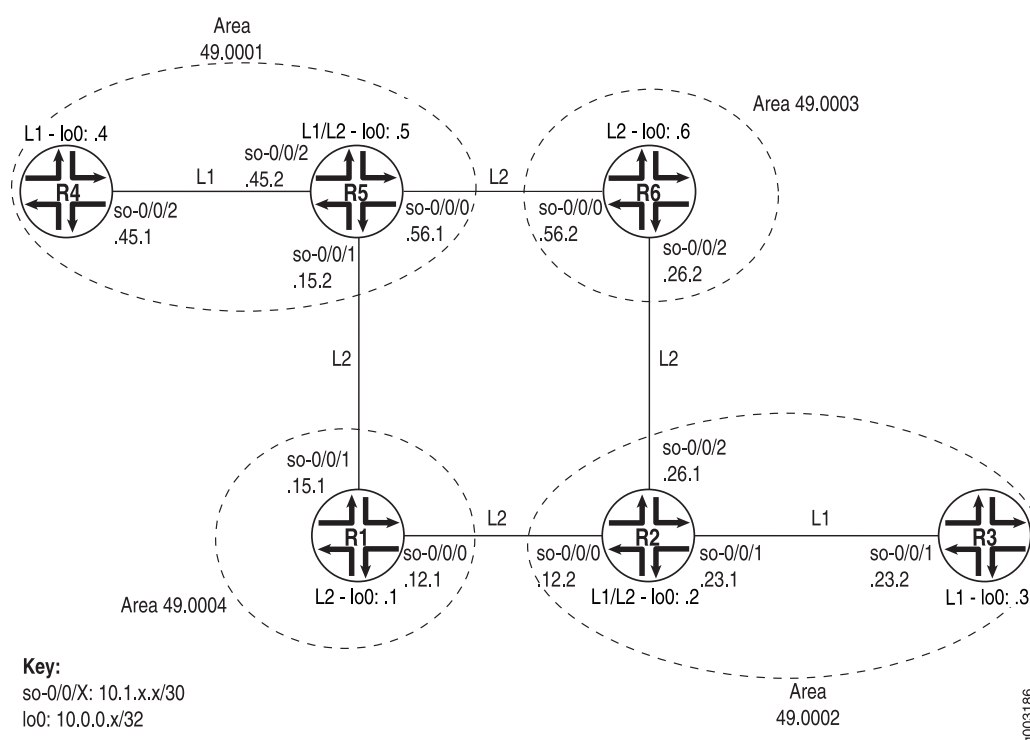 Area
49.0001
Area 49.0003
L1 - lo0: .4
L1/L2 - lo0: .5
L2 - lo0: .6
so-0/0/2
.45.2
L1
L2
R4
R5
R6
so-0/0/2
.45.1
so-0/0/0
.56.1
so-0/0/0
.56.2
so-0/0/1
.15.2
so-0/0/2
.26.2
L2
L2
so-0/0/1
.15.1
so-0/0/2
.26.1
L2
L1
R1
R2
R3
so-0/0/0
.12.1
so-0/0/0
.12.2
so-0/0/1
.23.1
so-0/0/1
.23.2
L2 - lo0: .1
L1/L2 - lo0: .2
L1 - lo0: .3
Area 49.0004
Key:
so-0/0/X: 10.1.x.x/30
lo0: 10.0.0.x/32
Area
49.0002